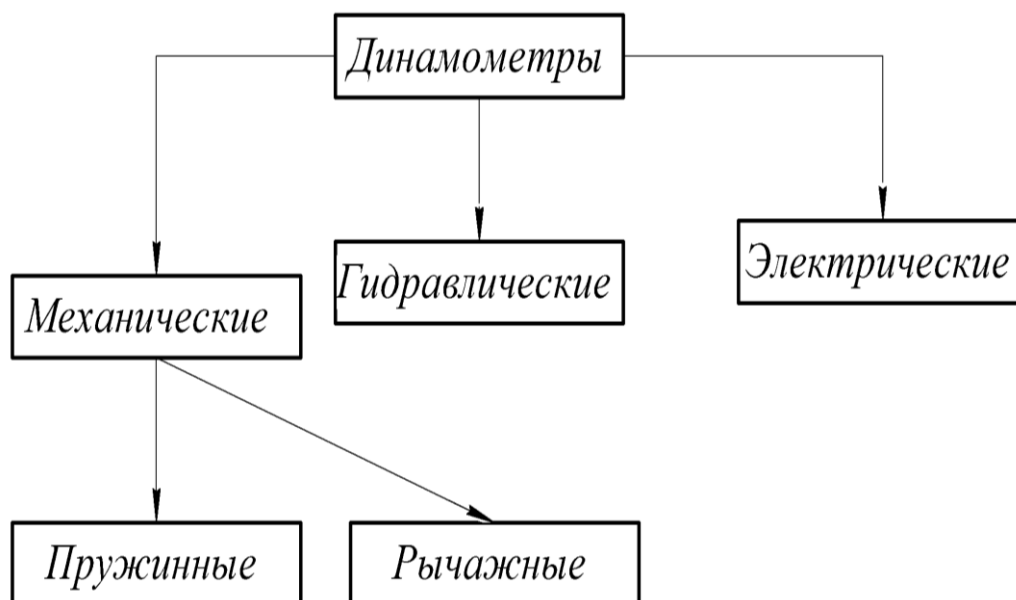 Динамометры
Гидравлические
Электрические
Механические
Пружинные
Рычажные